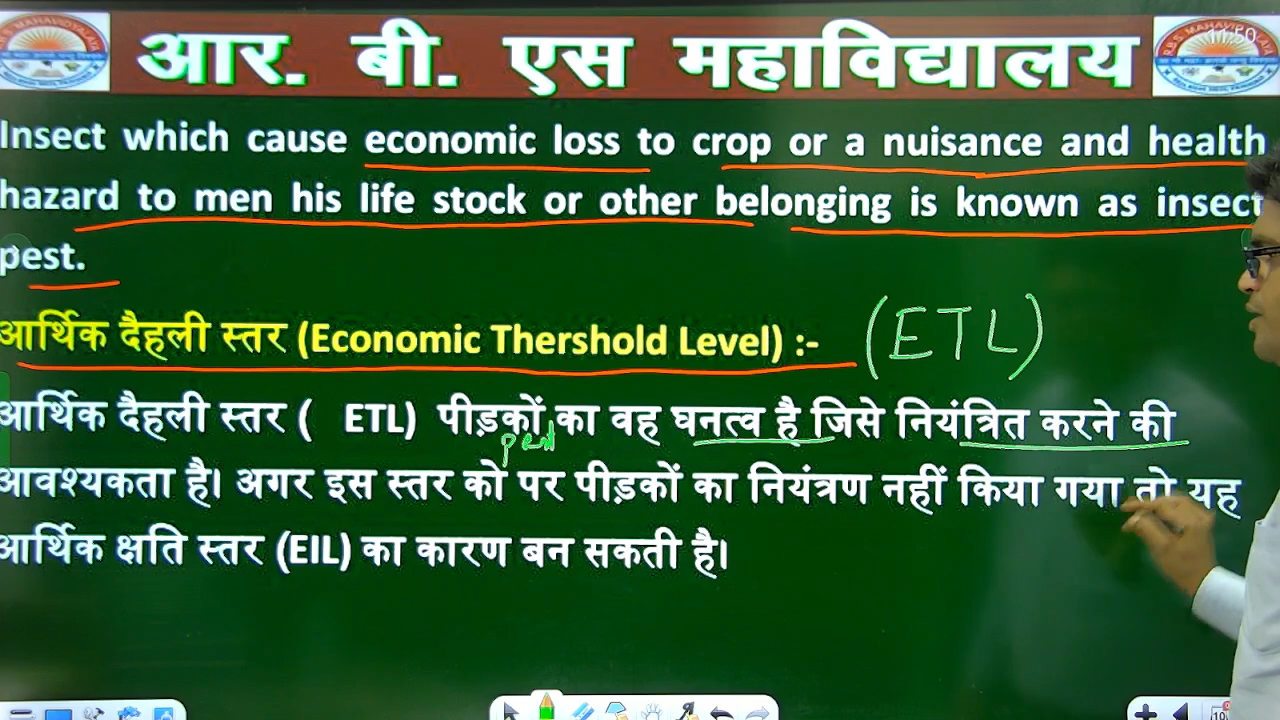 आर. बी. एस महाविद्यालय
11:50
Insect which cause economic loss to crop or a nuisance and health
hazard to men his life stock or other belonging is known as insect
pest.
आर्थिक दैहली स्तर (Economic Thershold Level) :- (ETL)
आर्थिक दैहली स्तर ( ETL) पीड़कों का वह घनत्व है जिसे नियंत्रित करने की
pest
आवश्यकता है। अगर इस स्तर को पर पीड़कों का नियंत्रण नहीं किया गया तो यह
आर्थिक क्षति स्तर (EIL) का कारण बन सकती है।